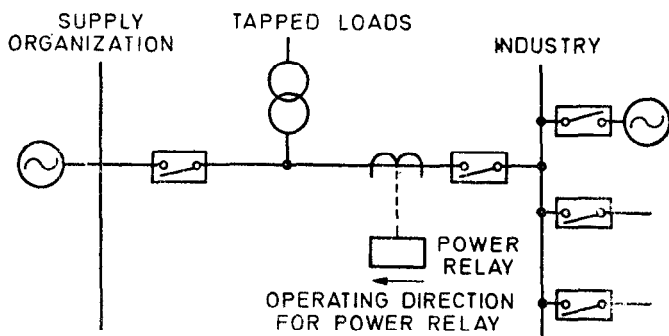 SUPPLY
ORGANIZATION
TAPPED LOADS
INDUSTRY
POWER
RELAY
OPERATING DIRECTION
FOR POWER RELAY